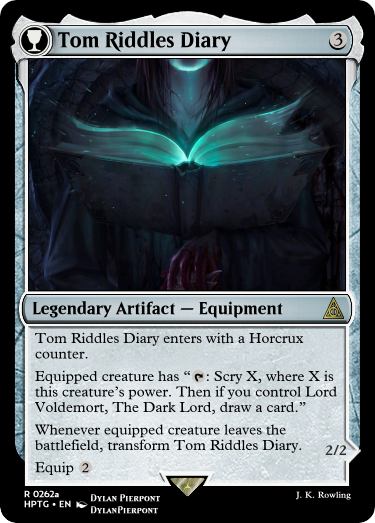 Tom Riddles Diary 3
Legendary Artifact — Equipment
Tom Riddles Diary enters with a Horcrux
counter.
Equipped creature has “ : Scry X, where X is
this creature's power. Then if you control Lord
Voldemort, The Dark Lord, draw a card.”
Whenever equipped creature leaves the
battlefield, transform Tom Riddles Diary.
2/2
Equip 2
R 0262a
HPTG • EN DYLAN PIERPONT
DYLANPIERPONT
J. K. Rowling